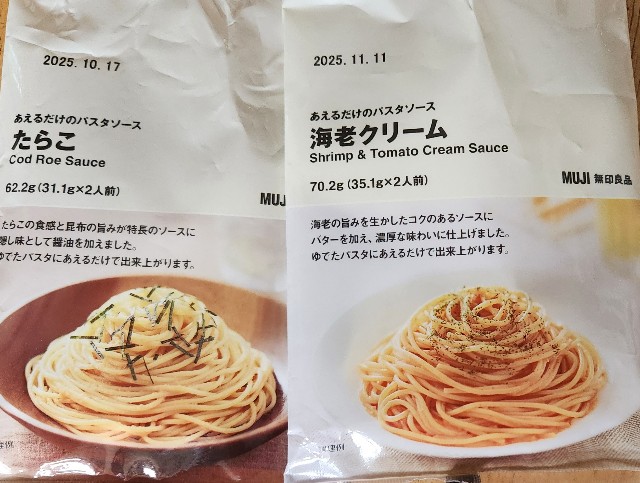 2025. 10. 17
あえるだけのパスタソース
たらこ
Cod Roe Sauce
62.2g(31.1g×2人前)
MUJI
たらこの食感と昆布の旨みが特長のソースに
隠し味として醤油を加えました。
ゆでたパスタにあえるだけで出来上がります。
2025. 11. 11
あえるだけのパスタソース
海老クリーム
Shrimp & Tomato Cream Sauce
70.2g(35.1g×2人前)
MUJI 無印良品
海老の旨みを生かしたコクのあるソースに
バターを加え、濃厚な味わいに仕上げました。
ゆでたパスタにあえるだけで出来上がります。
理例